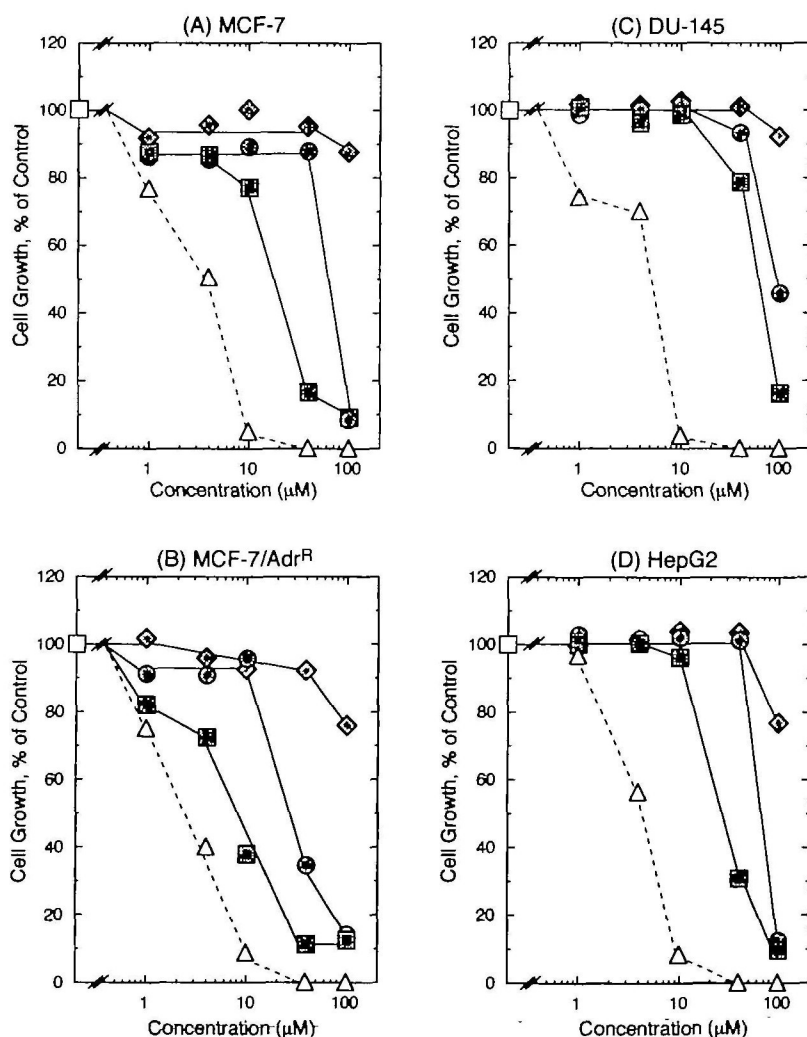 (A) MCF-7
120
100
80
60
40
20
0
Cell Growth, % of Control
1 10 100
Concentration (µM)
(C) DU-145
120
100
80
60
40
20
0
Cell Growth, % of Control
1 10 100
Concentration (µM)
(B) MCF-7/Adrᴿ
120
100
80
60
40
20
0
Cell Growth, % of Control
1 10 100
Concentration (µM)
(D) HepG2
120
100
80
60
40
20
0
Cell Growth, % of Control
1 10 100
Concentration (µM)